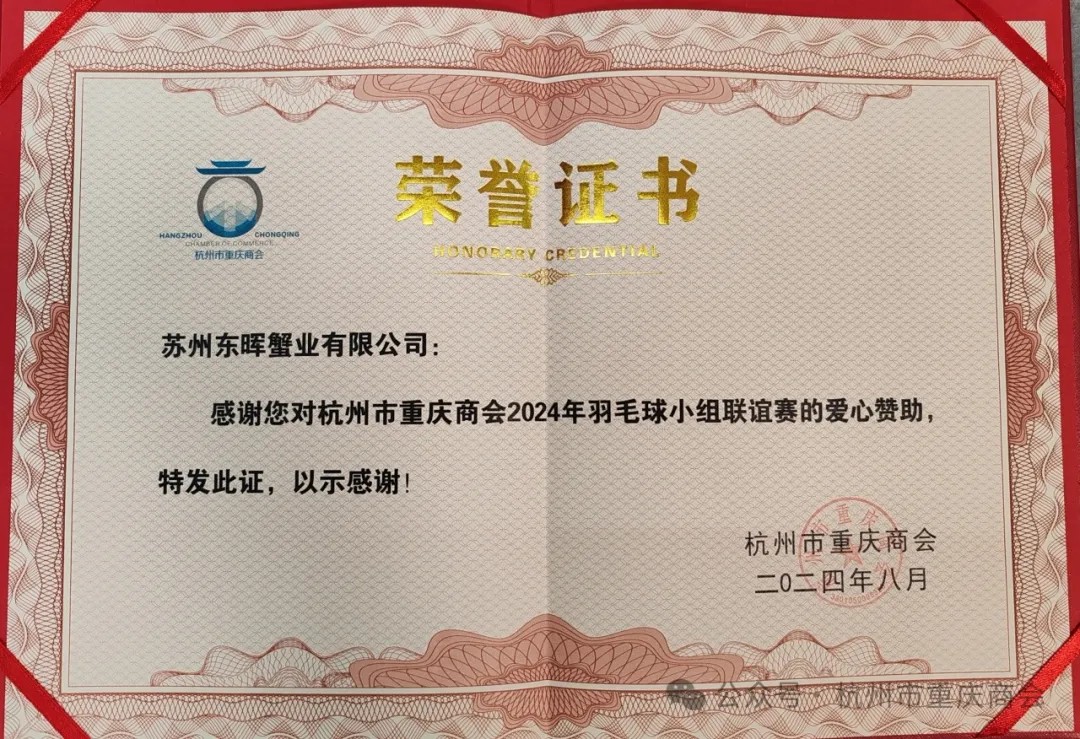 荣誉证书
HONORARY CREDENTIAL
HANGZHOU CHONGQING
CHAMBER OF COMMERCE
杭州市重庆商会
苏州东晖蟹业有限公司：
感谢您对杭州市重庆商会2024年羽毛球小组联谊赛的爱心赞助，
特发此证，以示感谢！
杭州市重庆商会
二0二四年八月
公众号·杭州市重庆商会